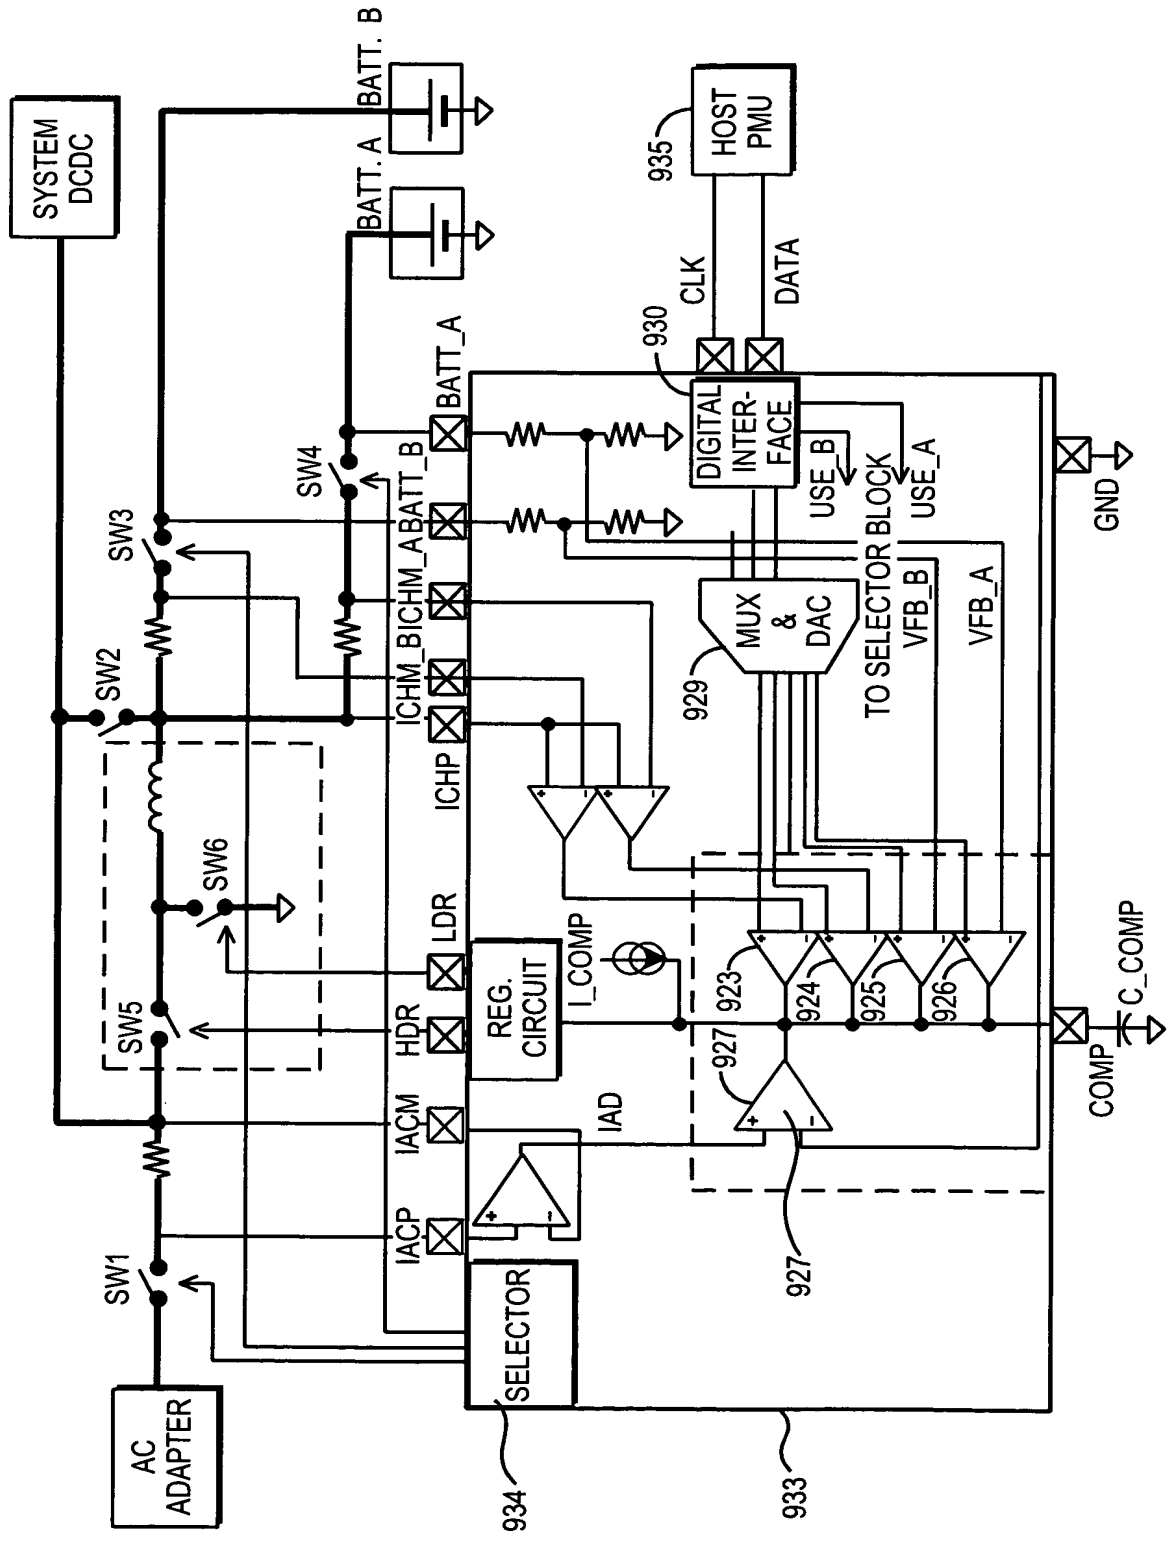 SYSTEM
DCDC
BATT. B
BATT. A
SW3
SW4
SW2
SW6
SW5
SW1
AC
ADAPTER
BATT_A
BATT_B
ICHM_A
ICHM_B
ICHP
LDR
HDR
IACM
IACP
HOST
PMU
935
CLK
DATA
930
DIGITAL
INTER-
FACE
USE_B
USE_A
TO SELECTOR BLOCK
VFB_B
VFB_A
MUX
&
DAC
929
GND
REG.
CIRCUIT
I_COMP
+
–
+
–
+
–
+
–
+
–
+
–
923
924
925
926
927
+
927
IAD
+
–
COMP
C_COMP
SELECTOR
934
933